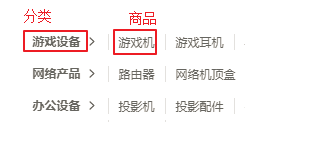 分类 商品
游戏设备 > 游戏机 游戏耳机
网络产品 > 路由器 网络机顶盒
办公设备 > 投影机 投影配件